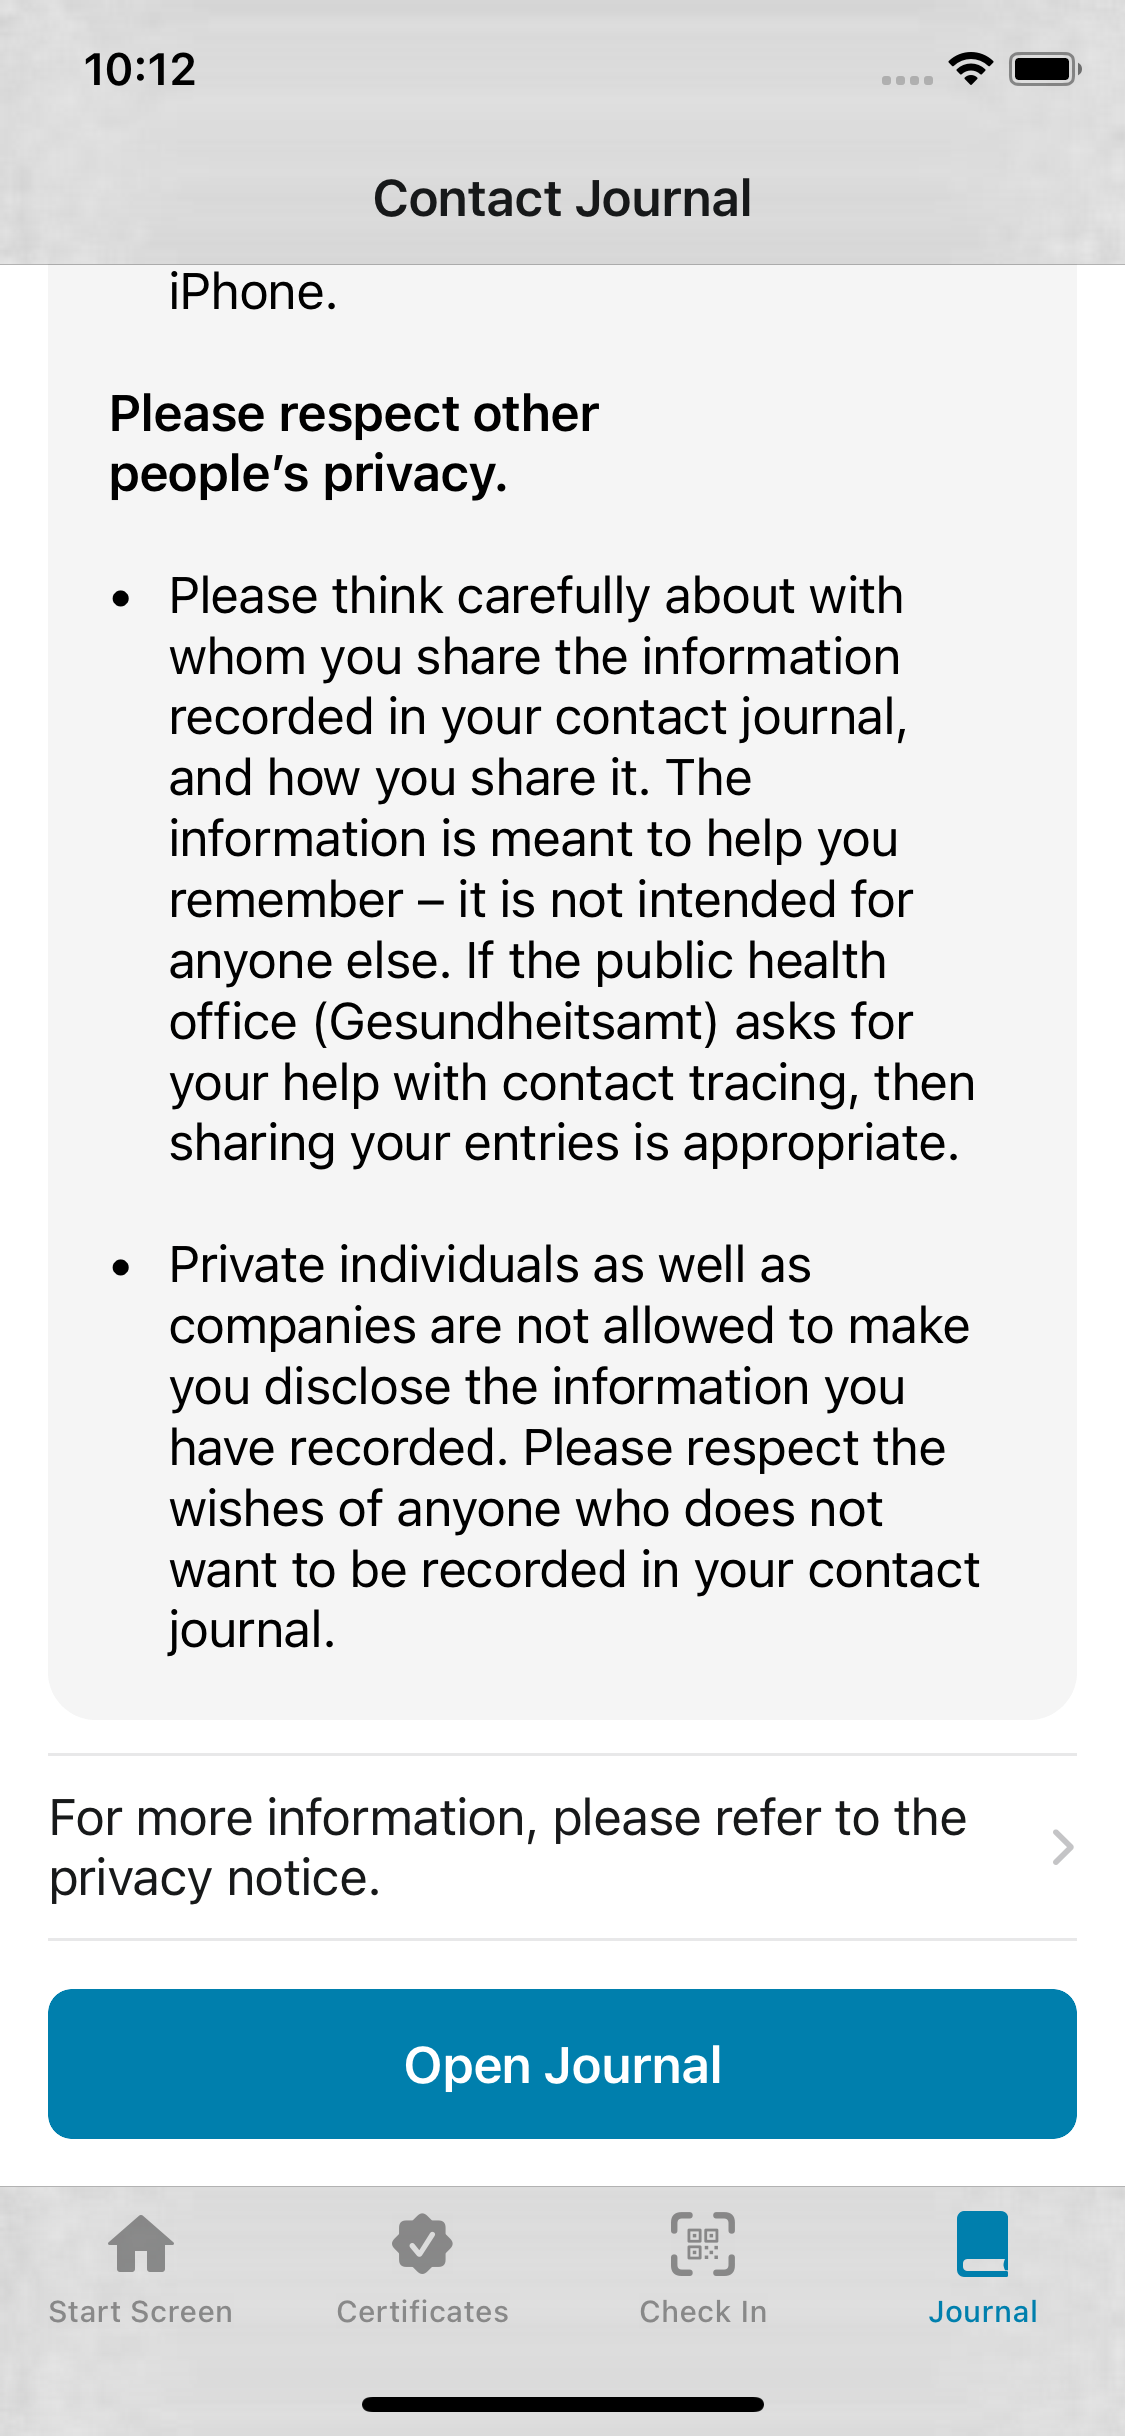 10:12
Contact Journal
iPhone.
Please respect other
people’s privacy.
• Please think carefully about with
whom you share the information
recorded in your contact journal,
and how you share it. The
information is meant to help you
remember – it is not intended for
anyone else. If the public health
office (Gesundheitsamt) asks for
your help with contact tracing, then
sharing your entries is appropriate.
• Private individuals as well as
companies are not allowed to make
you disclose the information you
have recorded. Please respect the
wishes of anyone who does not
want to be recorded in your contact
journal.
For more information, please refer to the
privacy notice.
Open Journal
Start Screen Certificates Check In Journal